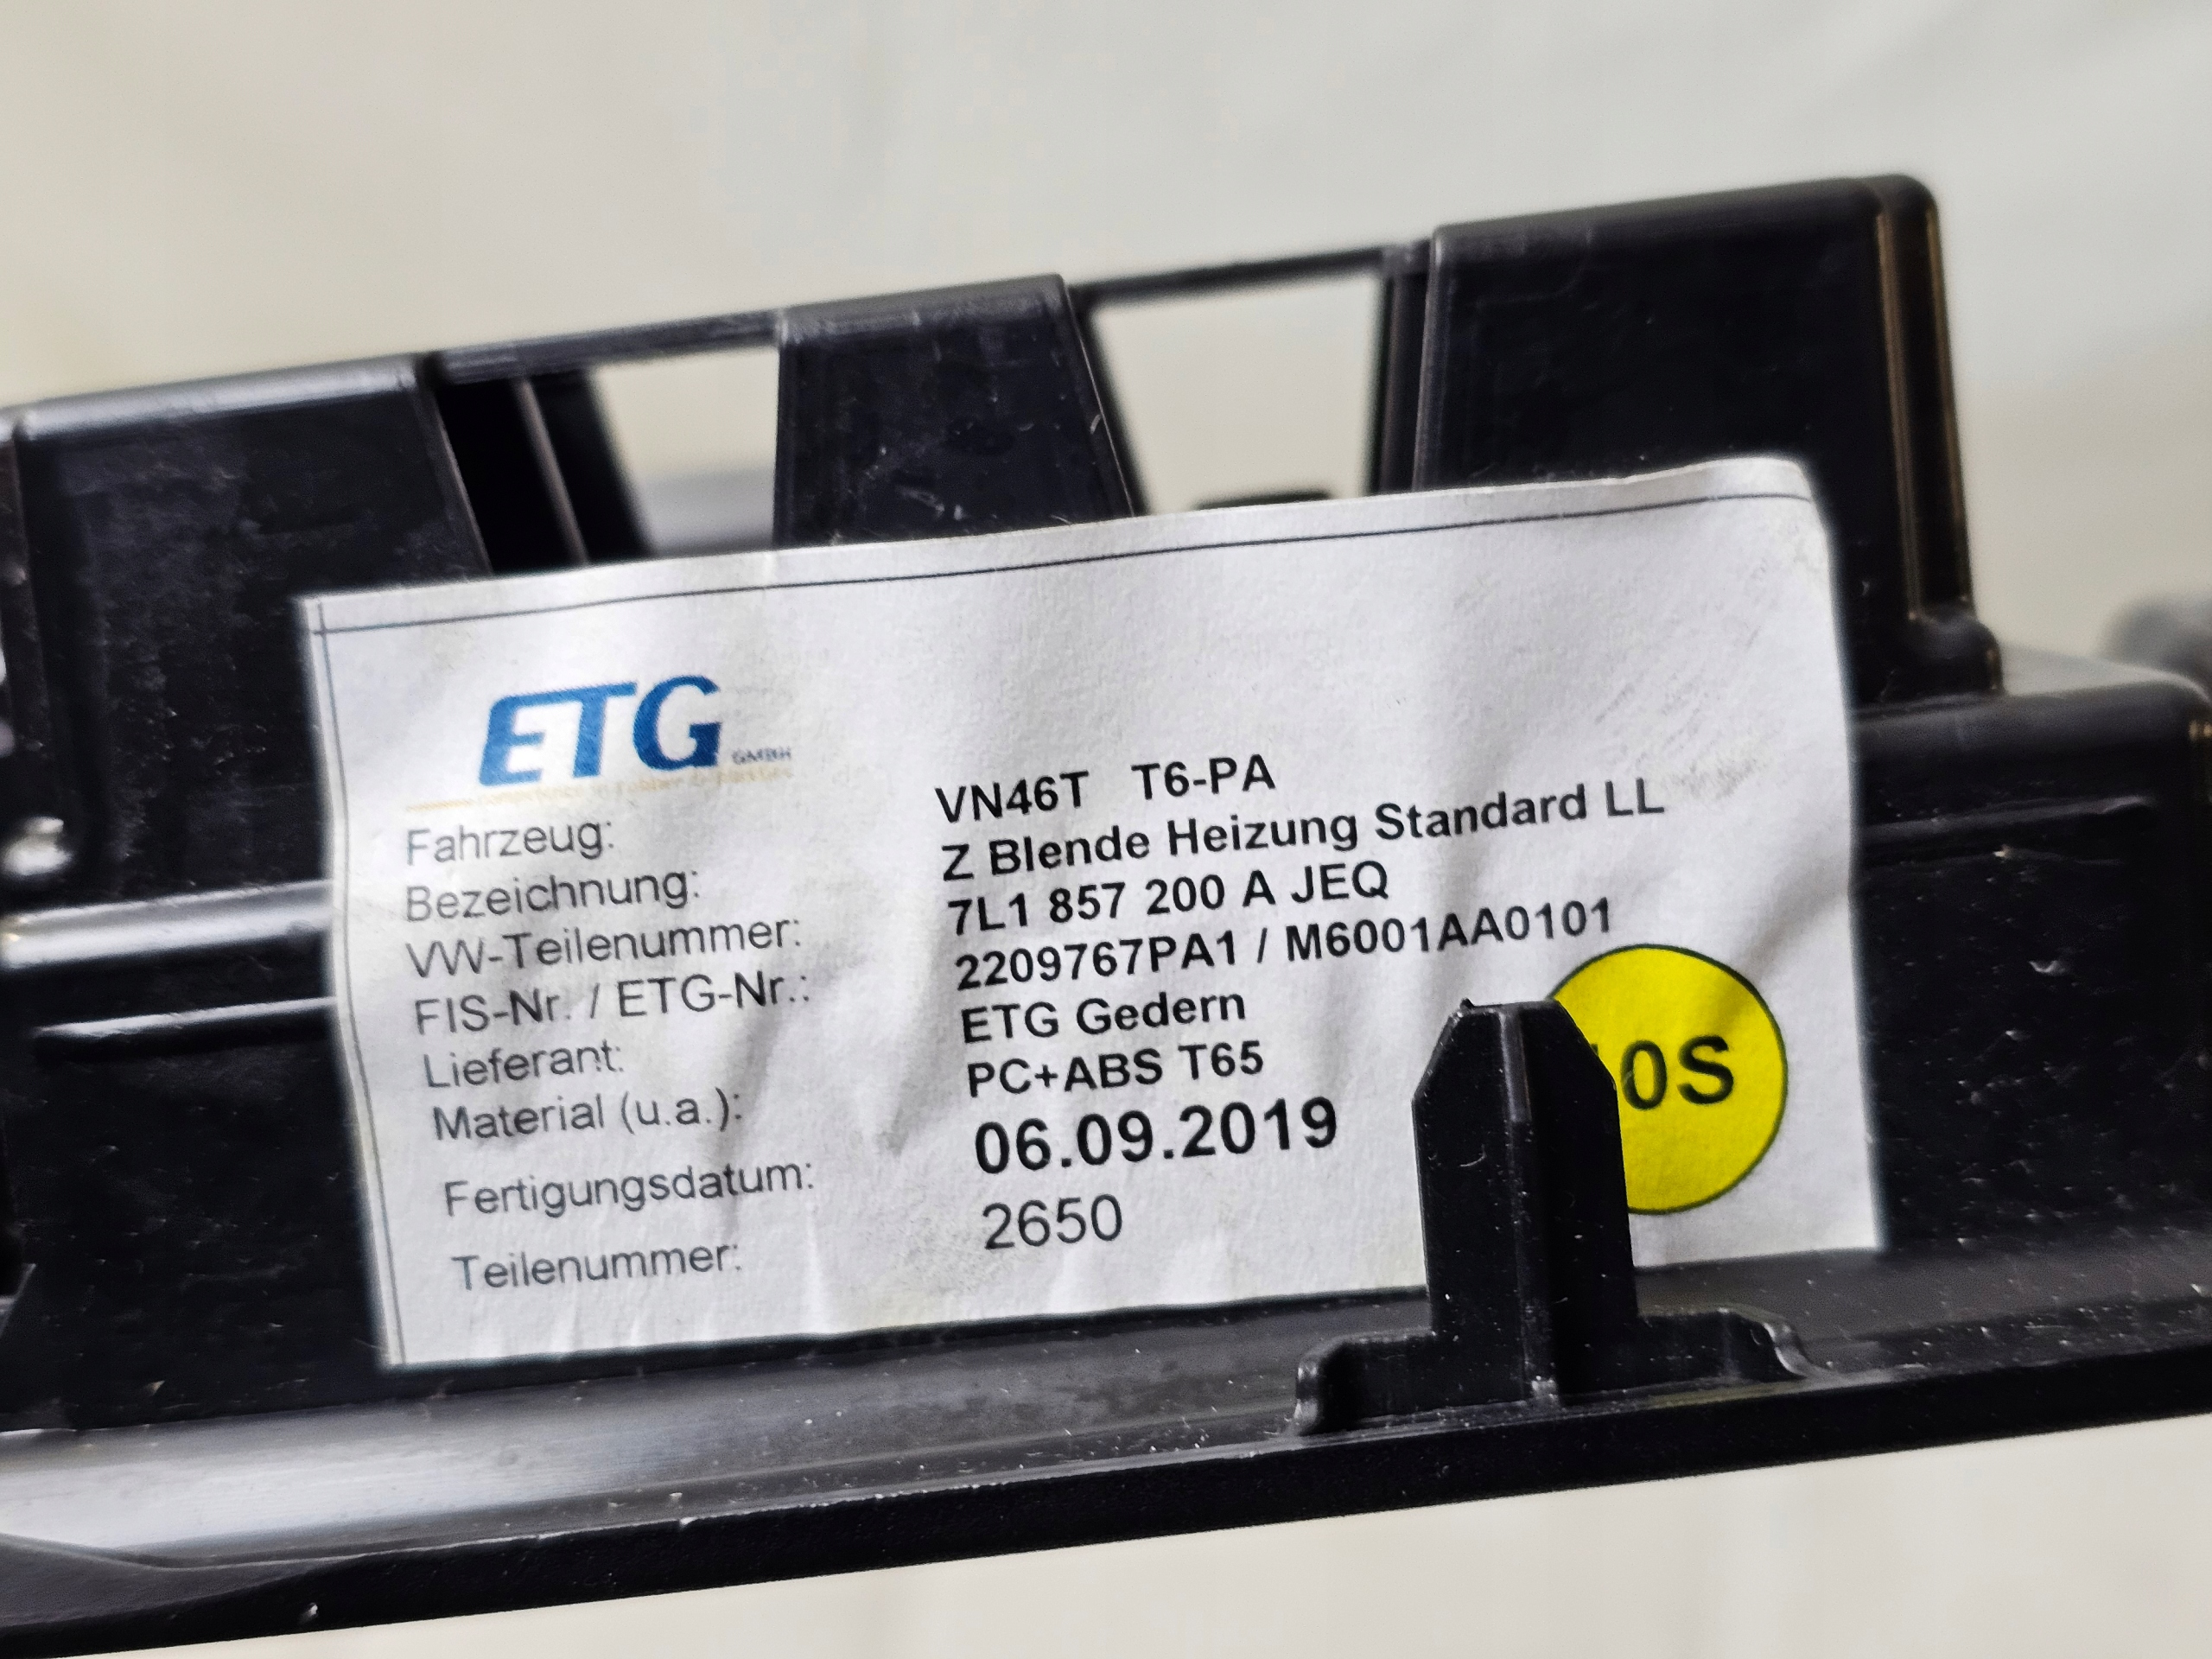 ETG GMBH
Fahrzeug: VN46T T6-PA
Bezeichnung: Z Blende Heizung Standard LL
VW-Teilenummer: 7L1 857 200 A JEQ
FIS-Nr. / ETG-Nr.: 2209767PA1 / M6001AA0101
Lieferant: ETG Gedern
Material (u.a.): PC+ABS T65
Fertigungsdatum: 06.09.2019
Teilenummer: 2650
0S